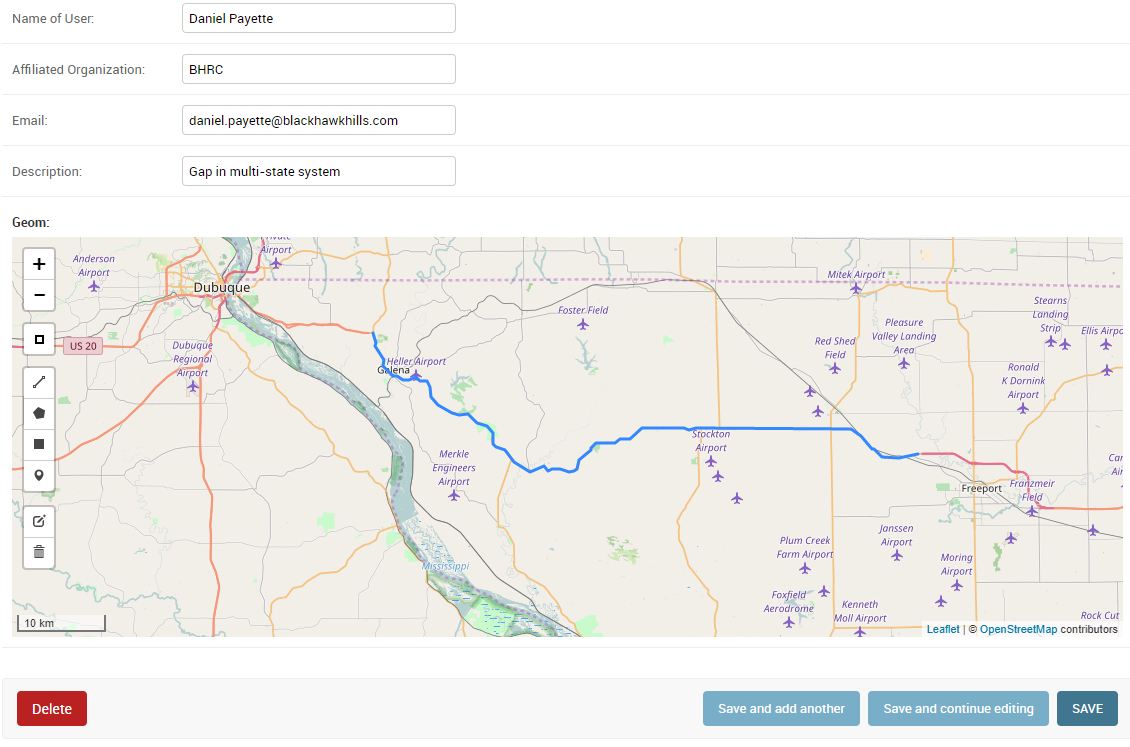 Name of User:
Daniel Payette
Affiliated Organization:
BHRC
Email:
daniel.payette@blackhawkhills.com
Description:
Gap in multi-state system
Geom:
+
−
Airport
Anderson
Airport
Dubuque
US 20
Dubuque
Regional
Airport
Foster Field
Mitek Airport
Stearns
Landing
Strip
Ellis Airpo
Pleasure
Valley Landing
Area
Red Shed
Field
Heller Airport
Galena
Ronald
K Dornink
Airport
Stockton
Airport
Merkle
Engineers
Airport
Freeport
Franzmeir
Field
Car
Air
Janssen
Airport
Plum Creek
Farm Airport
Moring
Airport
Mississippi
Foxfield
Aerodrome
Kenneth
Moll Airport
Rock Cut
10 km
Leaflet | © OpenStreetMap contributors
Delete
Save and add another
Save and continue editing
SAVE